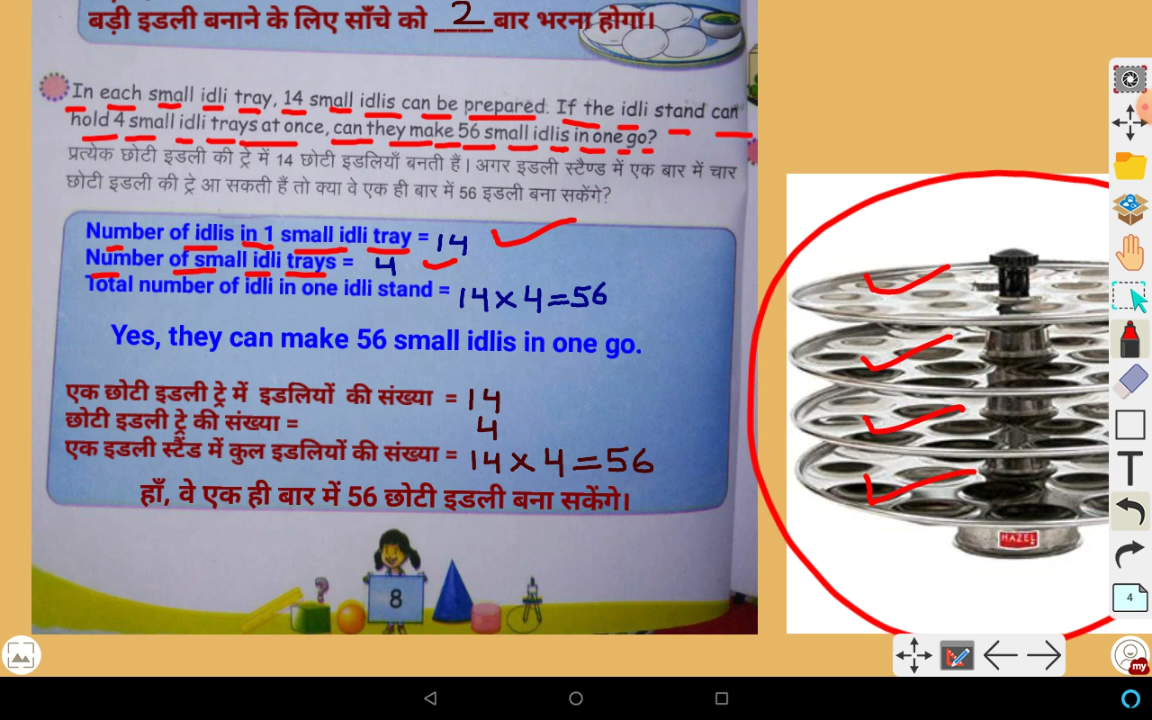 बड़ी इडली बनाने के लिए साँचे को 2 बार भरना होगा।
In each small idli tray, 14 small idlis can be prepared. If the idli stand can
hold 4 small idli trays at once, can they make 56 small idlis in one go?
प्रत्येक छोटी इडली की ट्रे में 14 छोटी इडलियाँ बनती हैं। अगर इडली स्टैण्ड में एक बार में चार
छोटी इडली की ट्रे आ सकती हैं तो क्या वे एक ही बार में 56 इडली बना सकेंगे?
Number of idlis in 1 small idli tray = 14
Number of small idli trays = 4
Total number of idli in one idli stand = 14 × 4 = 56
Yes, they can make 56 small idlis in one go.
एक छोटी इडली ट्रे में इडलियों की संख्या = 14
छोटी इडली ट्रे की संख्या = 4
एक इडली स्टैंड में कुल इडलियों की संख्या = 14 × 4 = 56
हाँ, वे एक ही बार में 56 छोटी इडली बना सकेंगे।
8
HAZEL
T
4
my